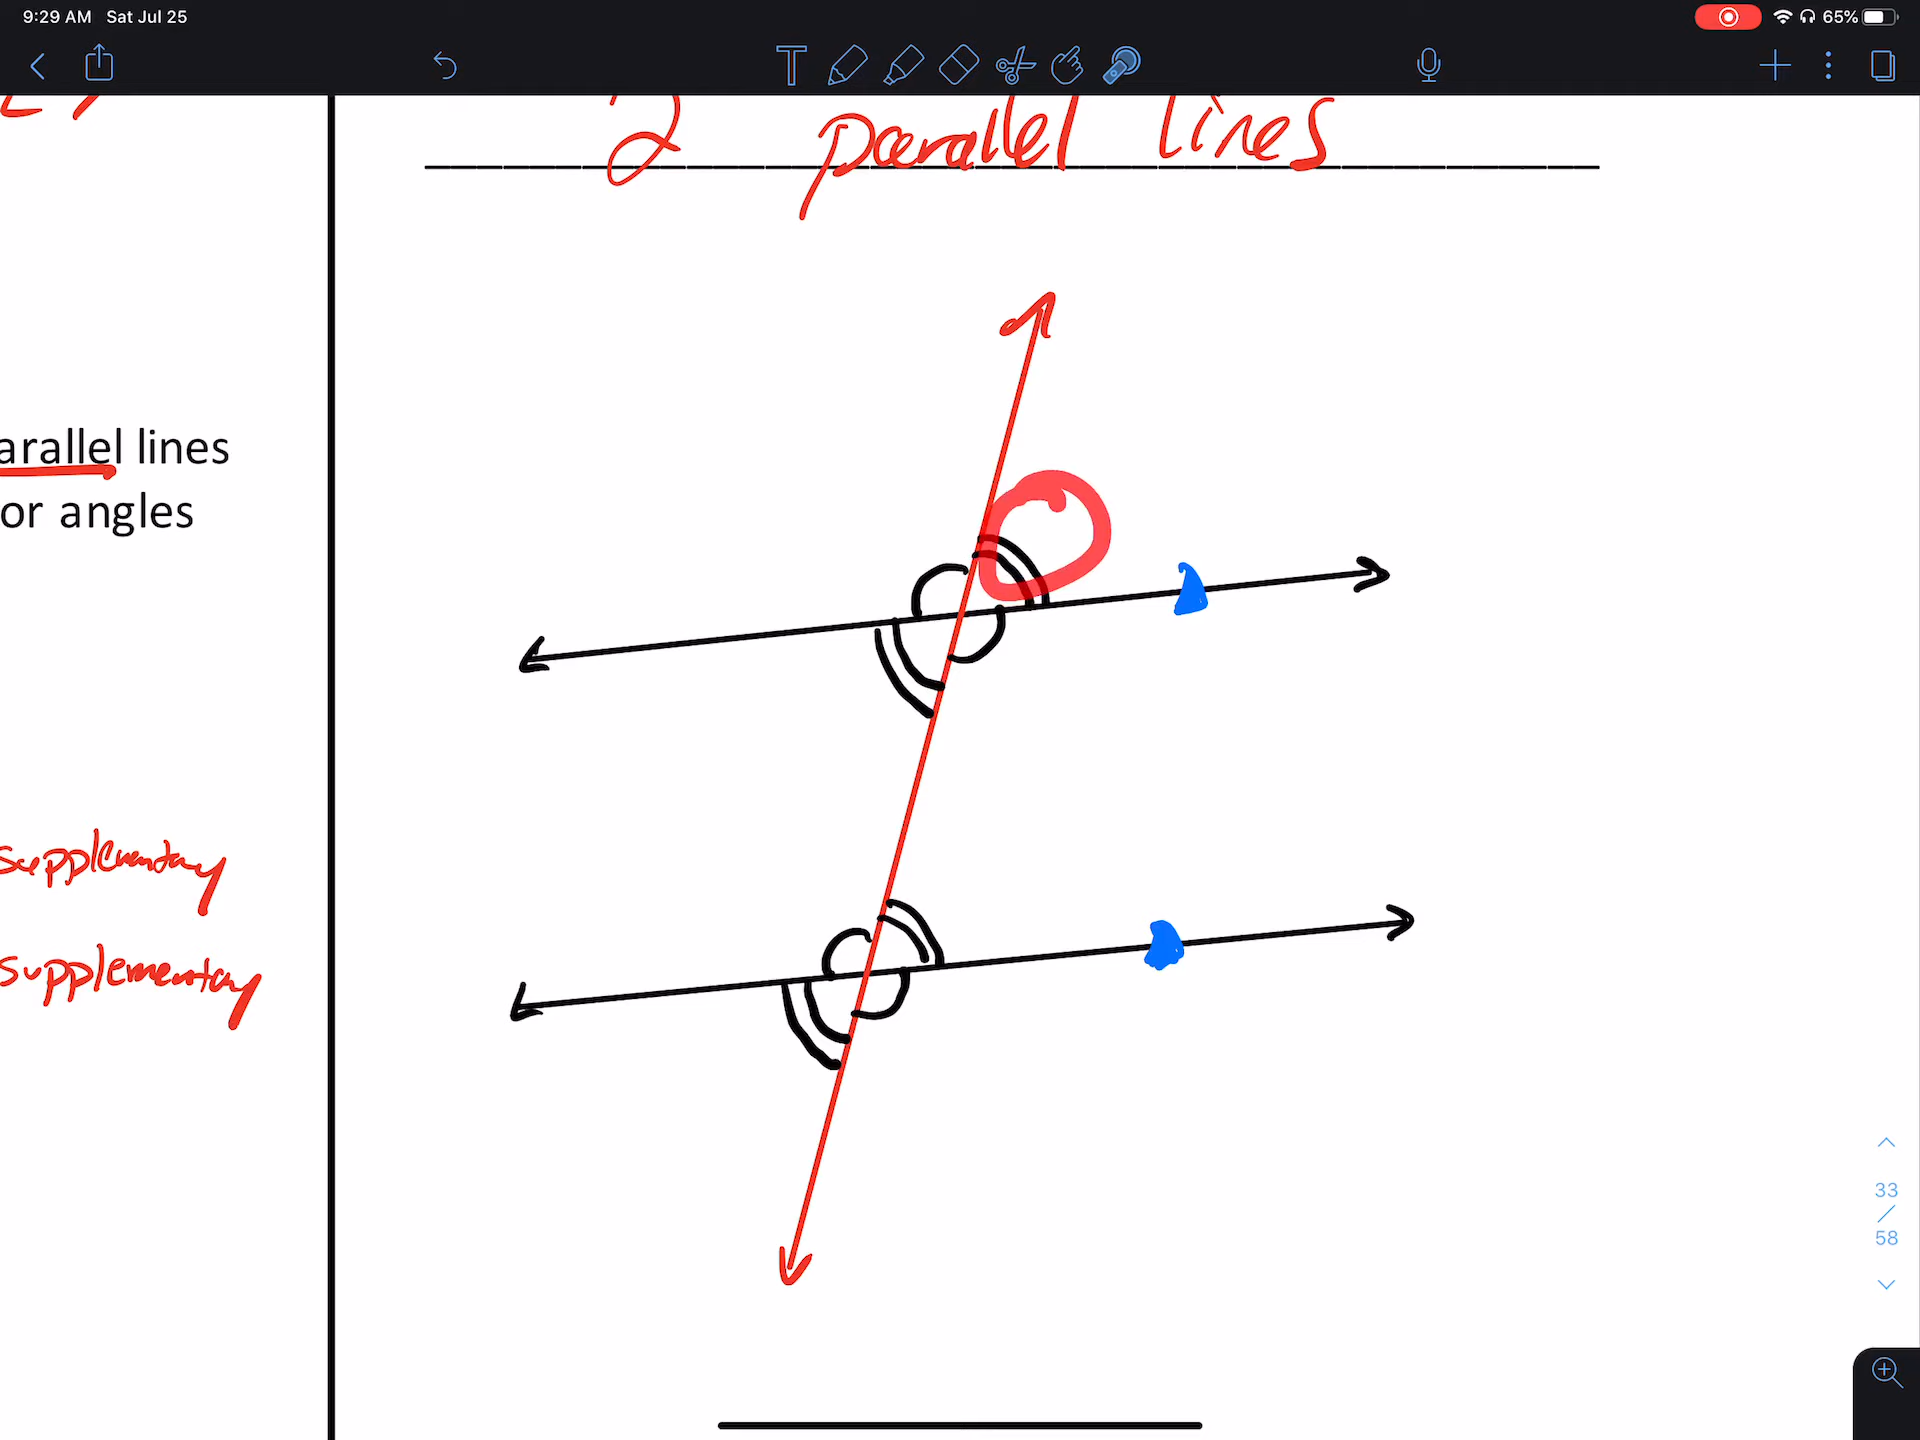 9:29 AM Sat Jul 25
65%
2 parallel lines
arallel lines
or angles
supplementary
supplementary
33
/
58